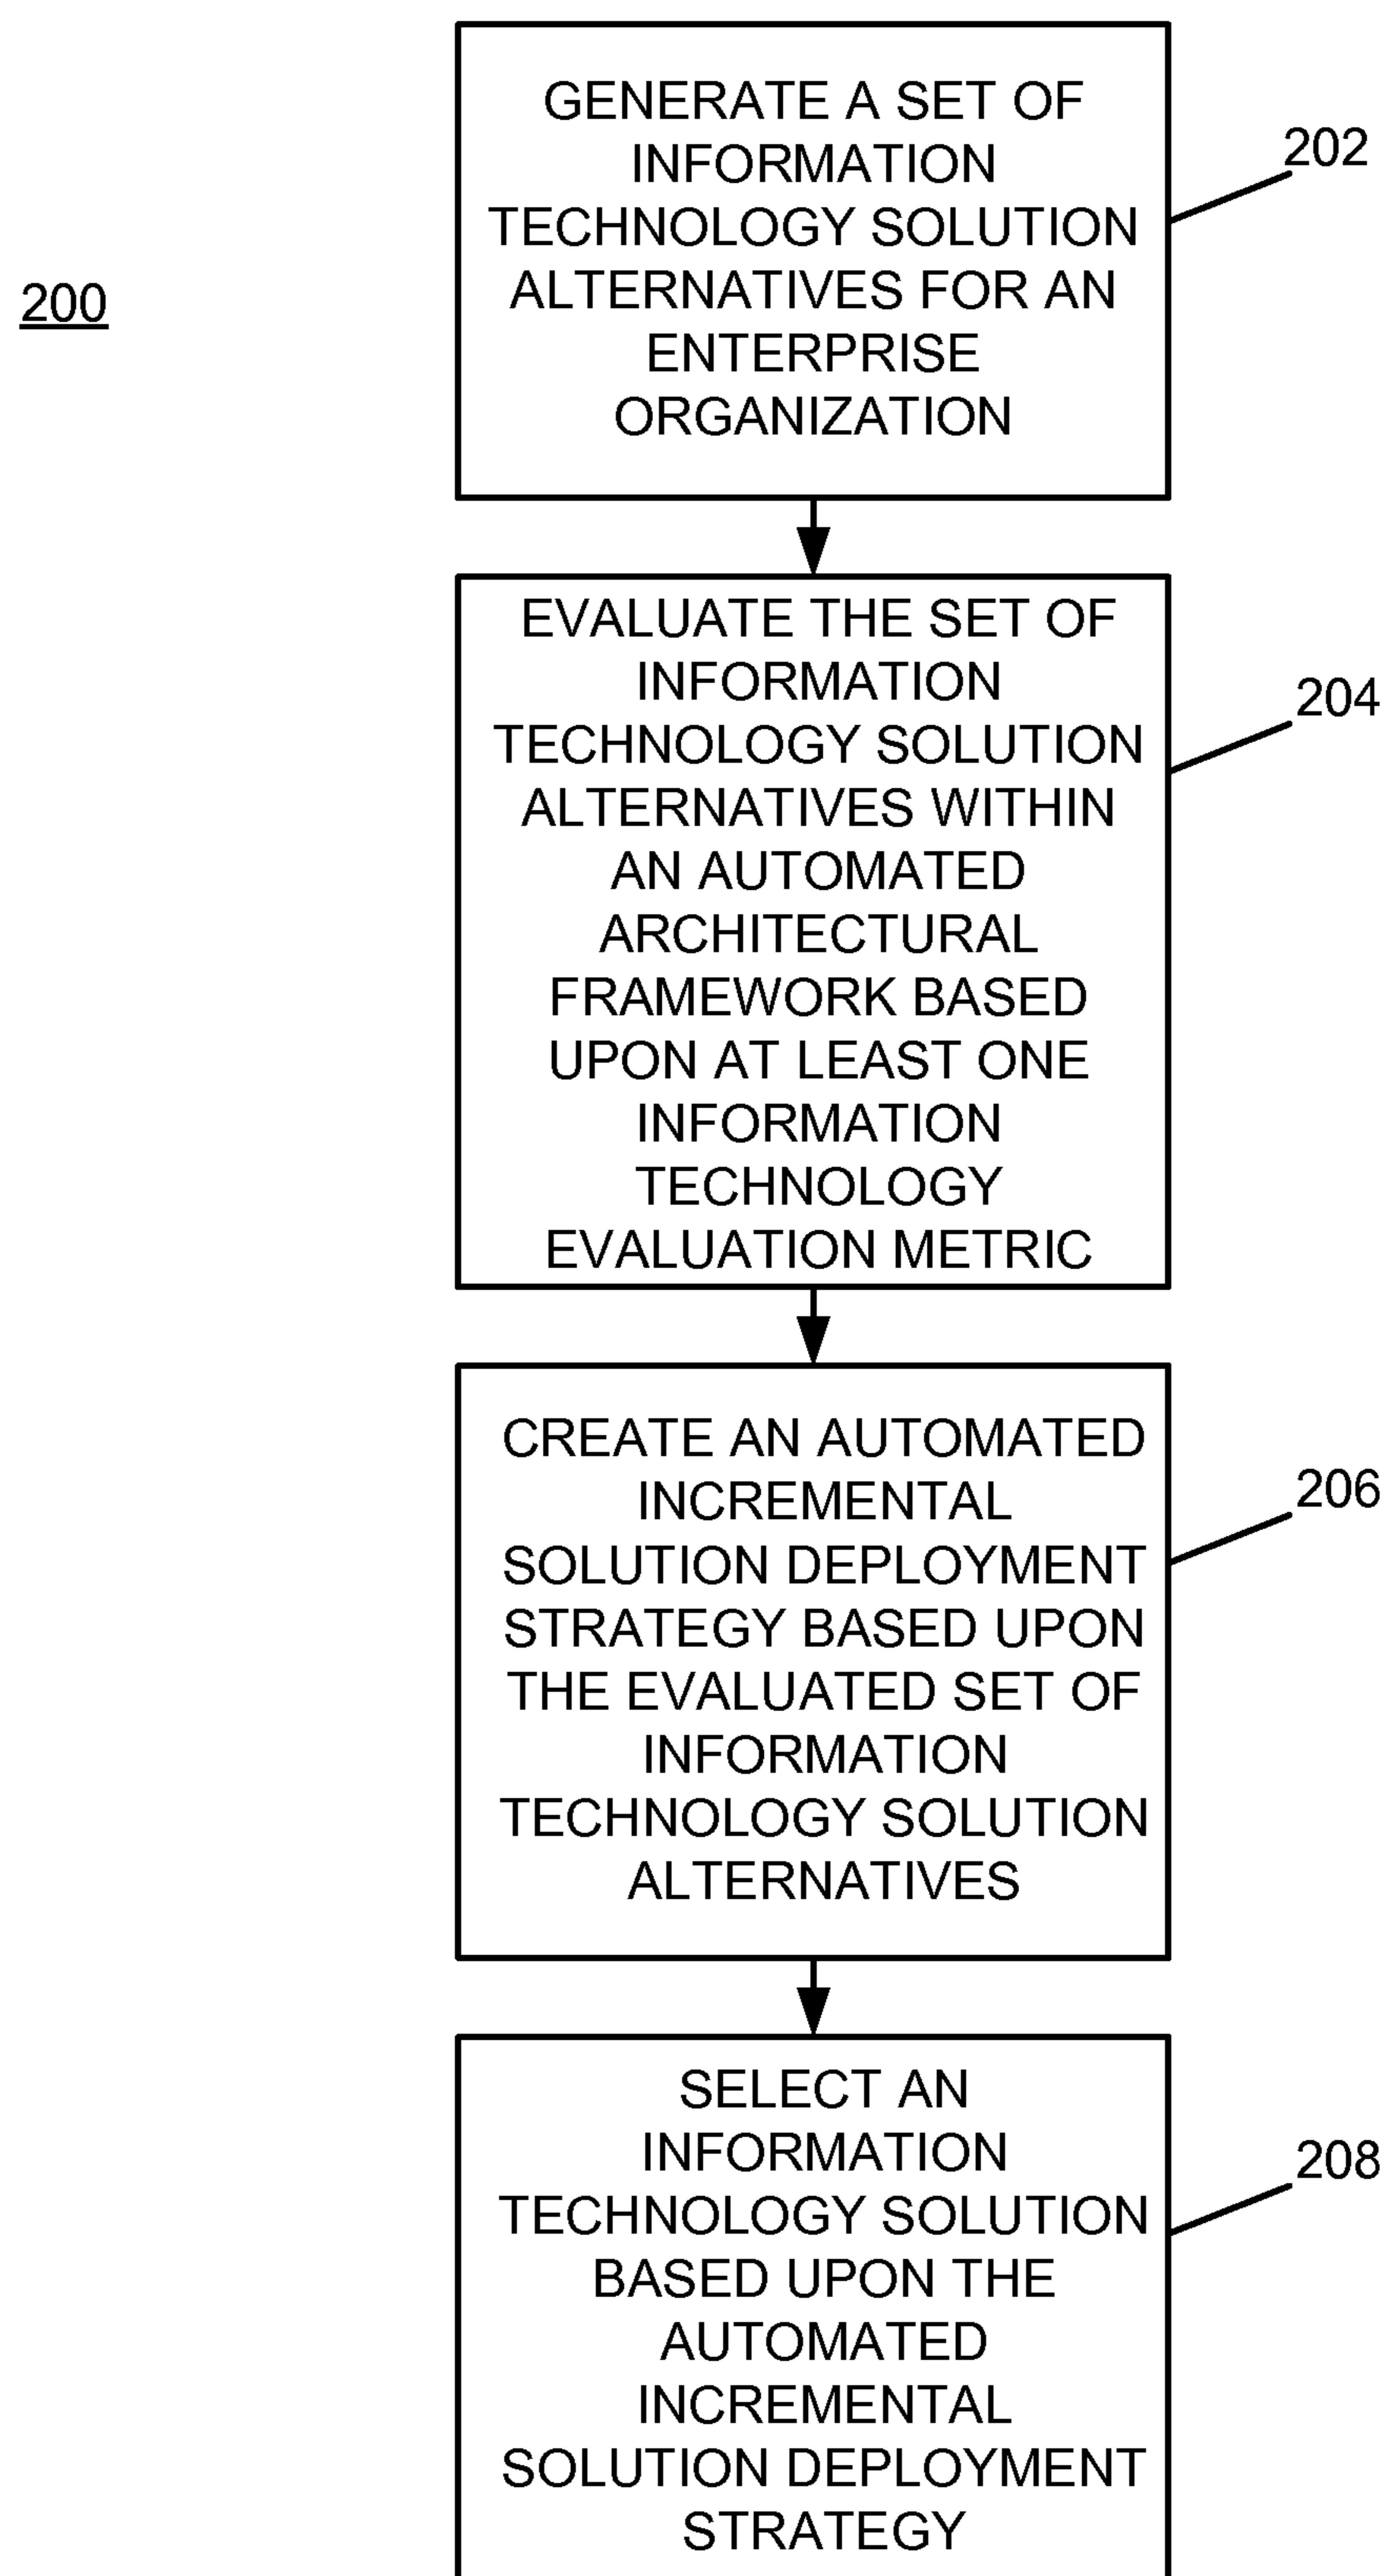 200
GENERATE A SET OF
INFORMATION
TECHNOLOGY SOLUTION
ALTERNATIVES FOR AN
ENTERPRISE
ORGANIZATION
202
EVALUATE THE SET OF
INFORMATION
TECHNOLOGY SOLUTION
ALTERNATIVES WITHIN
AN AUTOMATED
ARCHITECTURAL
FRAMEWORK BASED
UPON AT LEAST ONE
INFORMATION
TECHNOLOGY
EVALUATION METRIC
204
CREATE AN AUTOMATED
INCREMENTAL
SOLUTION DEPLOYMENT
STRATEGY BASED UPON
THE EVALUATED SET OF
INFORMATION
TECHNOLOGY SOLUTION
ALTERNATIVES
206
SELECT AN
INFORMATION
TECHNOLOGY SOLUTION
BASED UPON THE
AUTOMATED
INCREMENTAL
SOLUTION DEPLOYMENT
STRATEGY
208